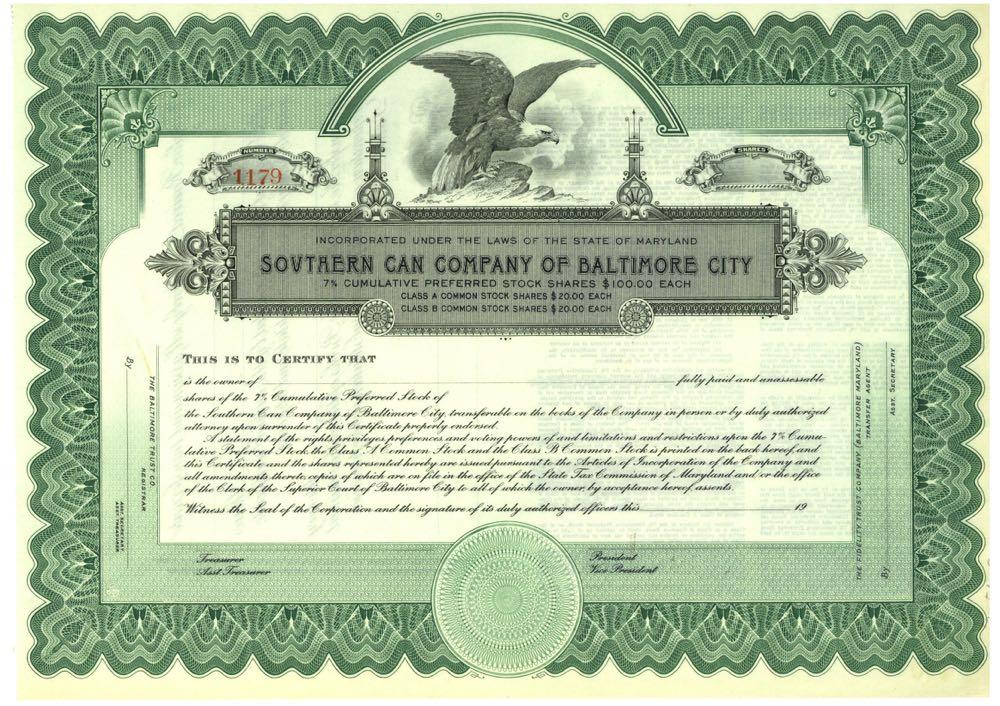 NUMBER
1179
SHARES
INCORPORATED UNDER THE LAWS OF THE STATE OF MARYLAND
SOVTHERN CAN COMPANY OF BALTIMORE CITY
7% CUMULATIVE PREFERRED STOCK SHARES $100.00 EACH
CLASS A COMMON STOCK SHARES $20.00 EACH
CLASS B COMMON STOCK SHARES $20.00 EACH
THIS IS TO CERTIFY THAT
is the owner of fully paid and unassessable
shares of the 7% Cumulative Preferred Stock of
the Southern Can Company of Baltimore City, transferable on the books of the Company in person or by duly authorized
attorney upon surrender of this Certificate properly endorsed.
A statement of the rights, privileges, preferences, and voting powers of and limitations and restrictions upon the 7% Cumu-
lative Preferred Stock, the Class A Common Stock and the Class B Common Stock is printed on the back hereof, and
this Certificate and the shares represented hereby are issued pursuant to the Articles of Incorporation of the Company and
all amendments thereto, copies of which are on file in the office of the State Tax Commission of Maryland and or the office
of the Clerk of the Superior Court of Baltimore City to all of which the owner, by acceptance hereof, assents.
Witness the Seal of the Corporation and the signature of its duly authorized officers this 19
Treasurer
Asst Treasurer
President
Vice President
By
THE BALTIMORE TRUST CO.
REGISTRAR
ASST. SECRETARY
ASST. TREASURER
THE FIDELITY TRUST COMPANY (BALTIMORE MARYLAND)
TRANSFER AGENT
By
ASST. SECRETARY